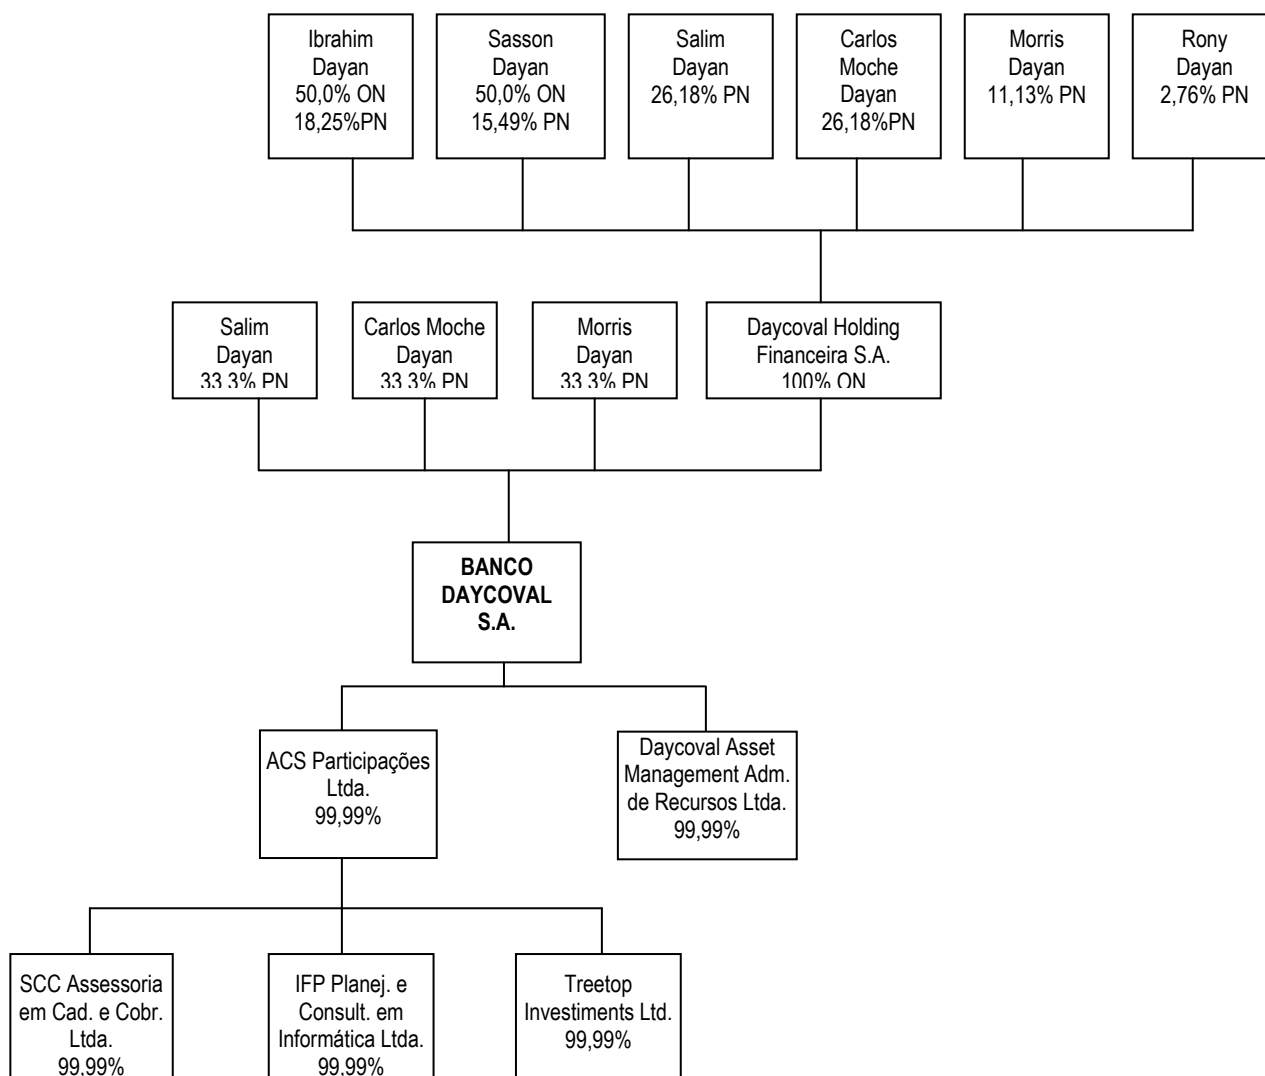 Ibrahim
Dayan
50,0% ON
18,25%PN
Sasson
Dayan
50,0% ON
15,49% PN
Salim
Dayan
26,18% PN
Carlos
Moche
Dayan
26,18%PN
Morris
Dayan
11,13% PN
Rony
Dayan
2,76% PN
Salim
Dayan
33,3% PN
Carlos Moche
Dayan
33,3% PN
Morris
Dayan
33,3% PN
Daycoval Holding
Financeira S.A.
100% ON
BANCO
DAYCOVAL
S.A.
ACS Participações
Ltda.
99,99%
Daycoval Asset
Management Adm.
de Recursos Ltda.
99,99%
SCC Assessoria
em Cad. e Cobr.
Ltda.
99,99%
IFP Planej. e
Consult. em
Informática Ltda.
99,99%
Treetop
Investiments Ltd.
99,99%